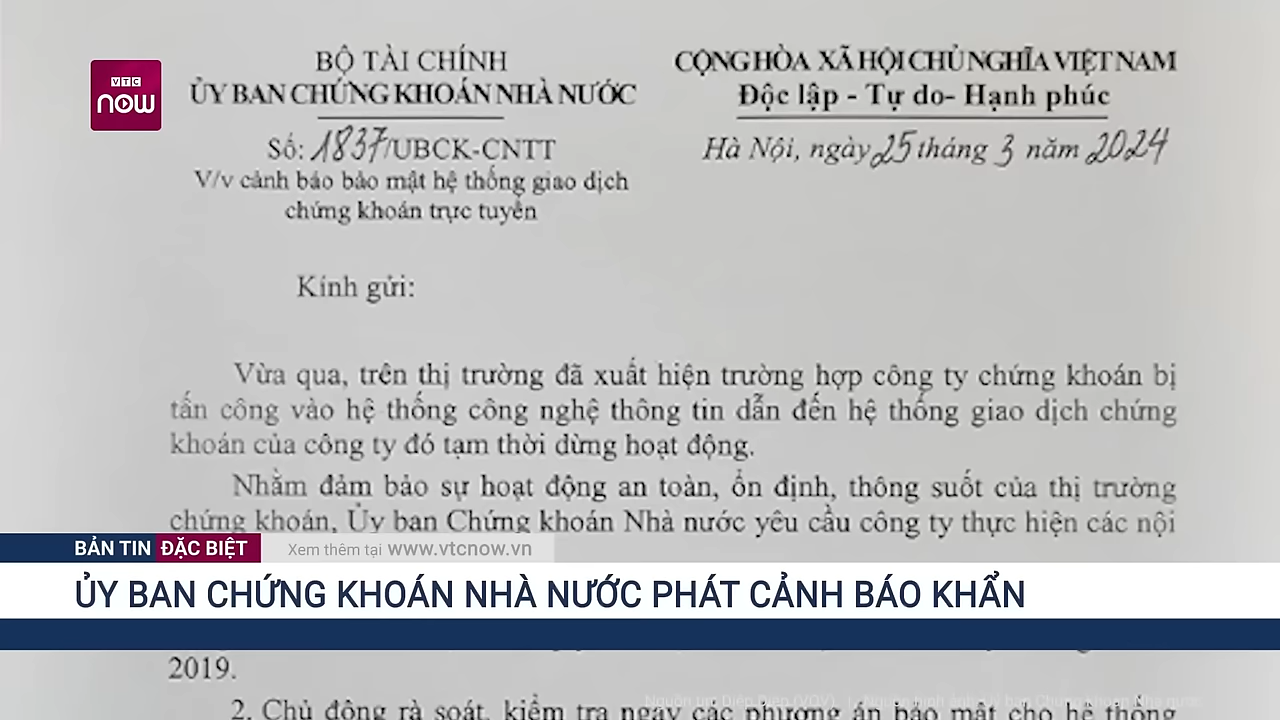 VTC
now
BỘ TÀI CHÍNH
ỦY BAN CHỨNG KHOÁN NHÀ NƯỚC
Số: 1837/UBCK-CNTT
V/v cảnh báo bảo mật hệ thống giao dịch
chứng khoán trực tuyến
CỘNG HÒA XÃ HỘI CHỦ NGHĨA VIỆT NAM
Độc lập - Tự do- Hạnh phúc
Hà Nội, ngày 25 tháng 3 năm 2024
Kính gửi:
Vừa qua, trên thị trường đã xuất hiện trường hợp công ty chứng khoán bị
tấn công vào hệ thống công nghệ thông tin dẫn đến hệ thống giao dịch chứng
khoán của công ty đó tạm thời dừng hoạt động.
Nhằm đảm bảo sự hoạt động an toàn, ổn định, thông suốt của thị trường
chứng khoán, Ủy ban Chứng khoán Nhà nước yêu cầu công ty thực hiện các nội
BẢN TIN ĐẶC BIỆT
Xem thêm tại www.vtcnow.vn
ỦY BAN CHỨNG KHOÁN NHÀ NƯỚC PHÁT CẢNH BÁO KHẨN
2019.
2. Chủ động rà soát, kiểm tra ngay các phương án bảo mật cho hệ thống